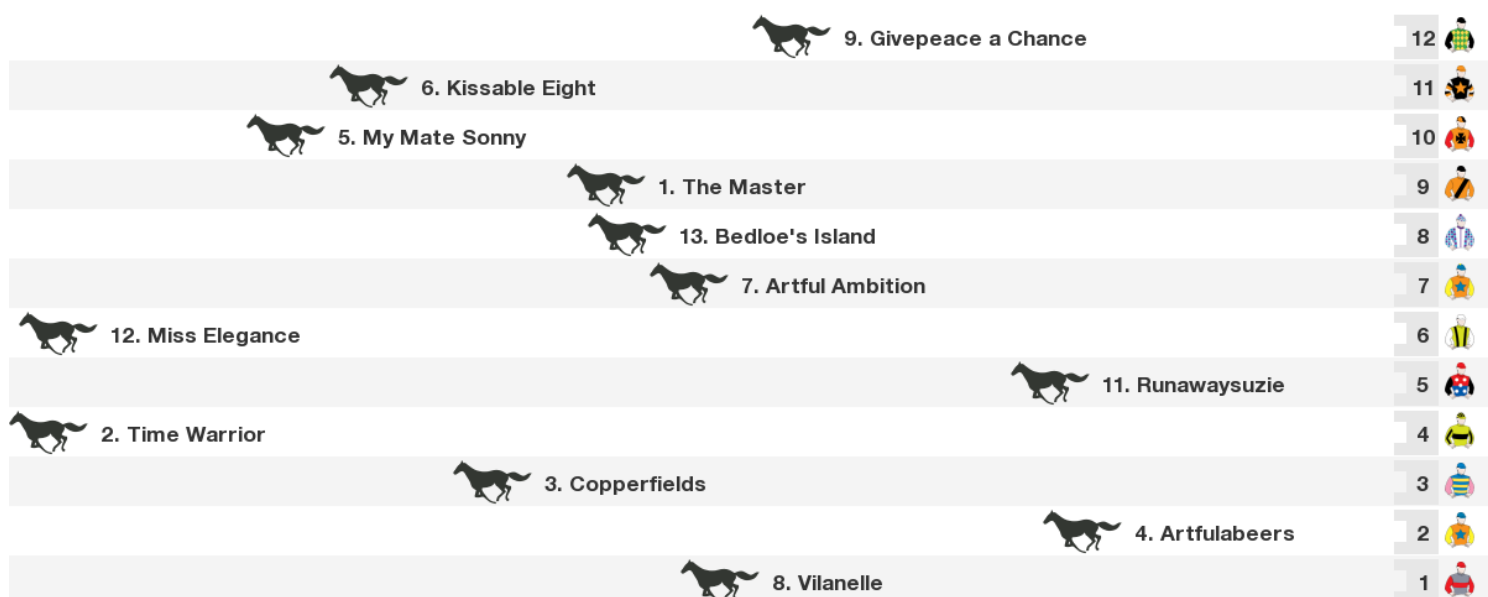 9. Givepeace a Chance 12
6. Kissable Eight 11
5. My Mate Sonny 10
1. The Master 9
13. Bedloe's Island 8
7. Artful Ambition 7
12. Miss Elegance 6
11. Runawaysuzie 5
2. Time Warrior 4
3. Copperfields 3
4. Artfulabeers 2
8. Vilanelle 1